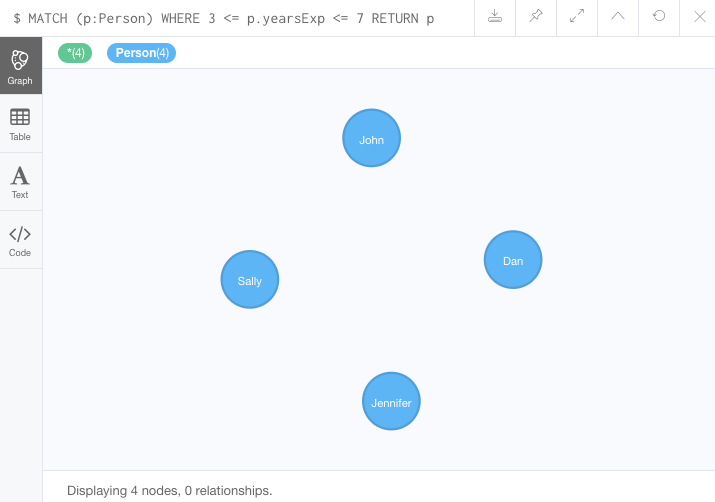 $ MATCH (p:Person) WHERE 3 <= p.yearsExp <= 7 RETURN p
*(4) Person(4)
Graph
Table
A
Text
</>
Code
John
Dan
Sally
Jennifer
Displaying 4 nodes, 0 relationships.